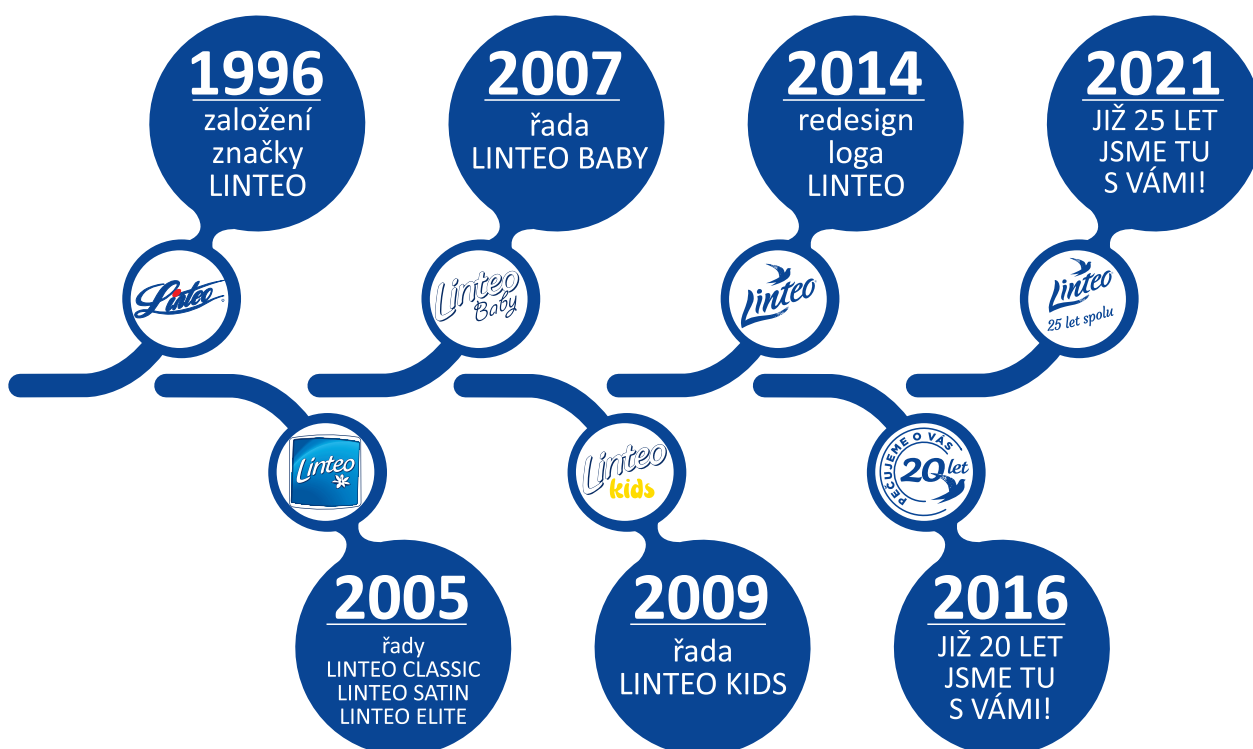 1996
založení
značky
LINTEO
Linteo
2005
řady
LINTEO CLASSIC
LINTEO SATIN
LINTEO ELITE
Linteo
2007
řada
LINTEO BABY
Linteo
Baby
2009
řada
LINTEO KIDS
Linteo
kids
2014
redesign
loga
LINTEO
Linteo
2016
JIŽ 20 LET
JSME TU
S VÁMI!
PEČUJEME O VÁS
20 let
2021
JIŽ 25 LET
JSME TU
S VÁMI!
Linteo
25 let spolu